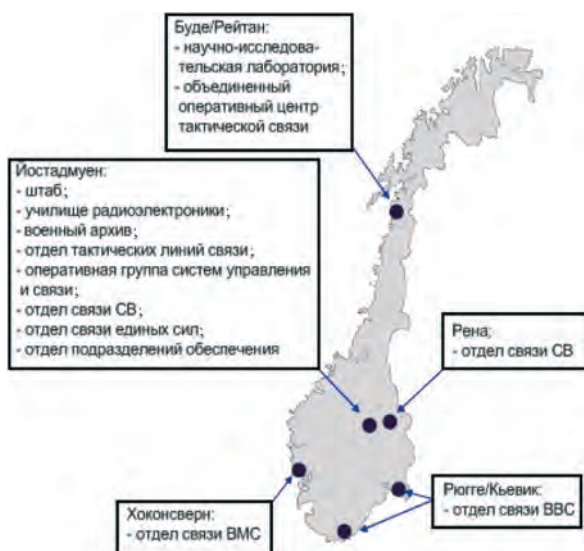 Буде/Рейтан:
- научно-исследова-
тельская лаборатория;
- объединенный
оперативный центр
тактической связи
Йостадмуен:
- штаб;
- училище радиоэлектроники;
- военный архив;
- отдел тактических линий связи;
- оперативная группа систем управления
и связи;
- отдел связи СВ;
- отдел связи единых сил;
- отдел подразделений обеспечения
Рена;
- отдел связи СВ
Рюгге/Кьевик:
- отдел связи ВВС
Хоконсверн:
- отдел связи ВМС